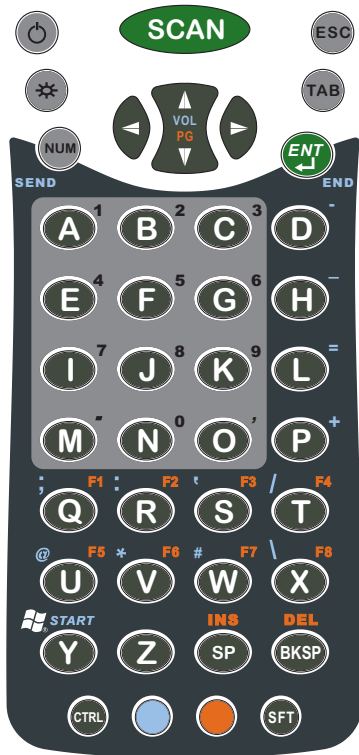 SCAN
ESC
TAB
VOL
PG
NUM
ENT
SEND END
A 1 B 2 C 3 D -
E 4 F 5 G 6 H _
I 7 J 8 K 9 L =
M - N 0 O ' P +
; F1 : F2 ' F3 / F4
Q R S T
@ F5 * F6 # F7 \ F8
U V W X
START INS DEL
Y Z SP BKSP
CTRL SFT